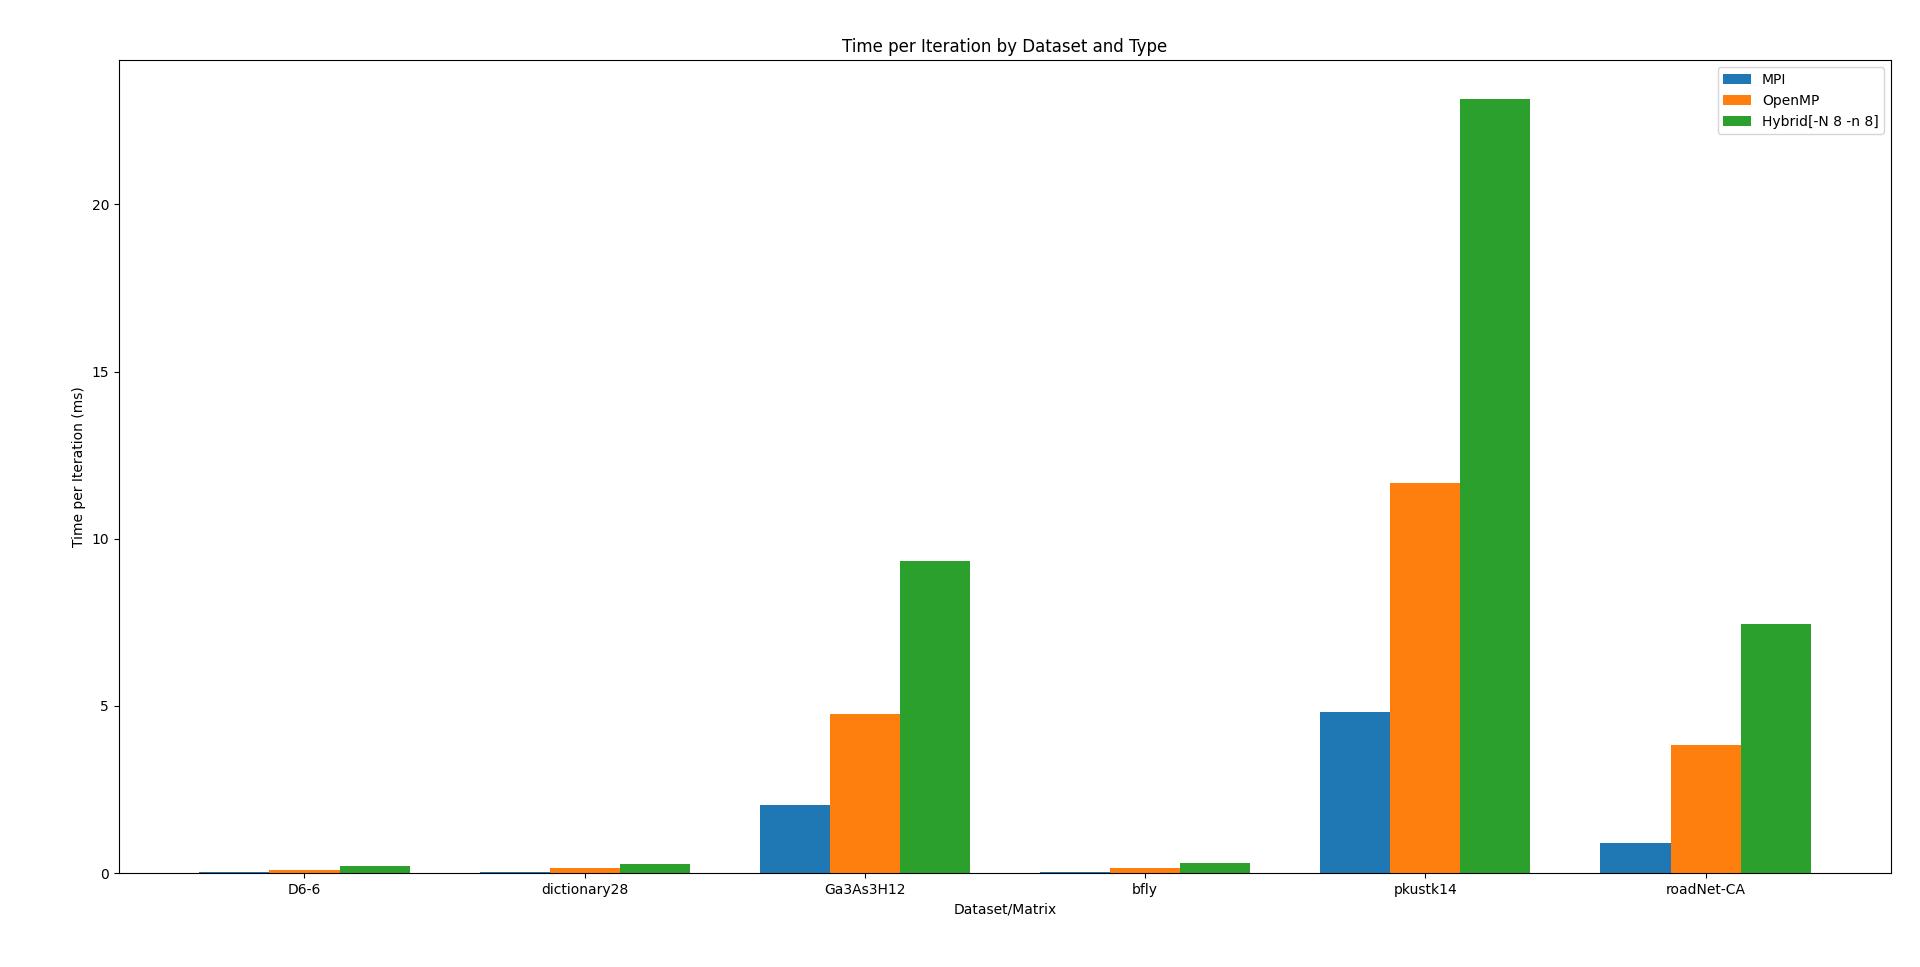 Time per Iteration by Dataset and Type
MPI
OpenMP
Hybrid[-N 8 -n 8]
Time per Iteration (ms)
20
15
10
5
0
D6-6 dictionary28 Ga3As3H12 bfly pkustk14 roadNet-CA
Dataset/Matrix